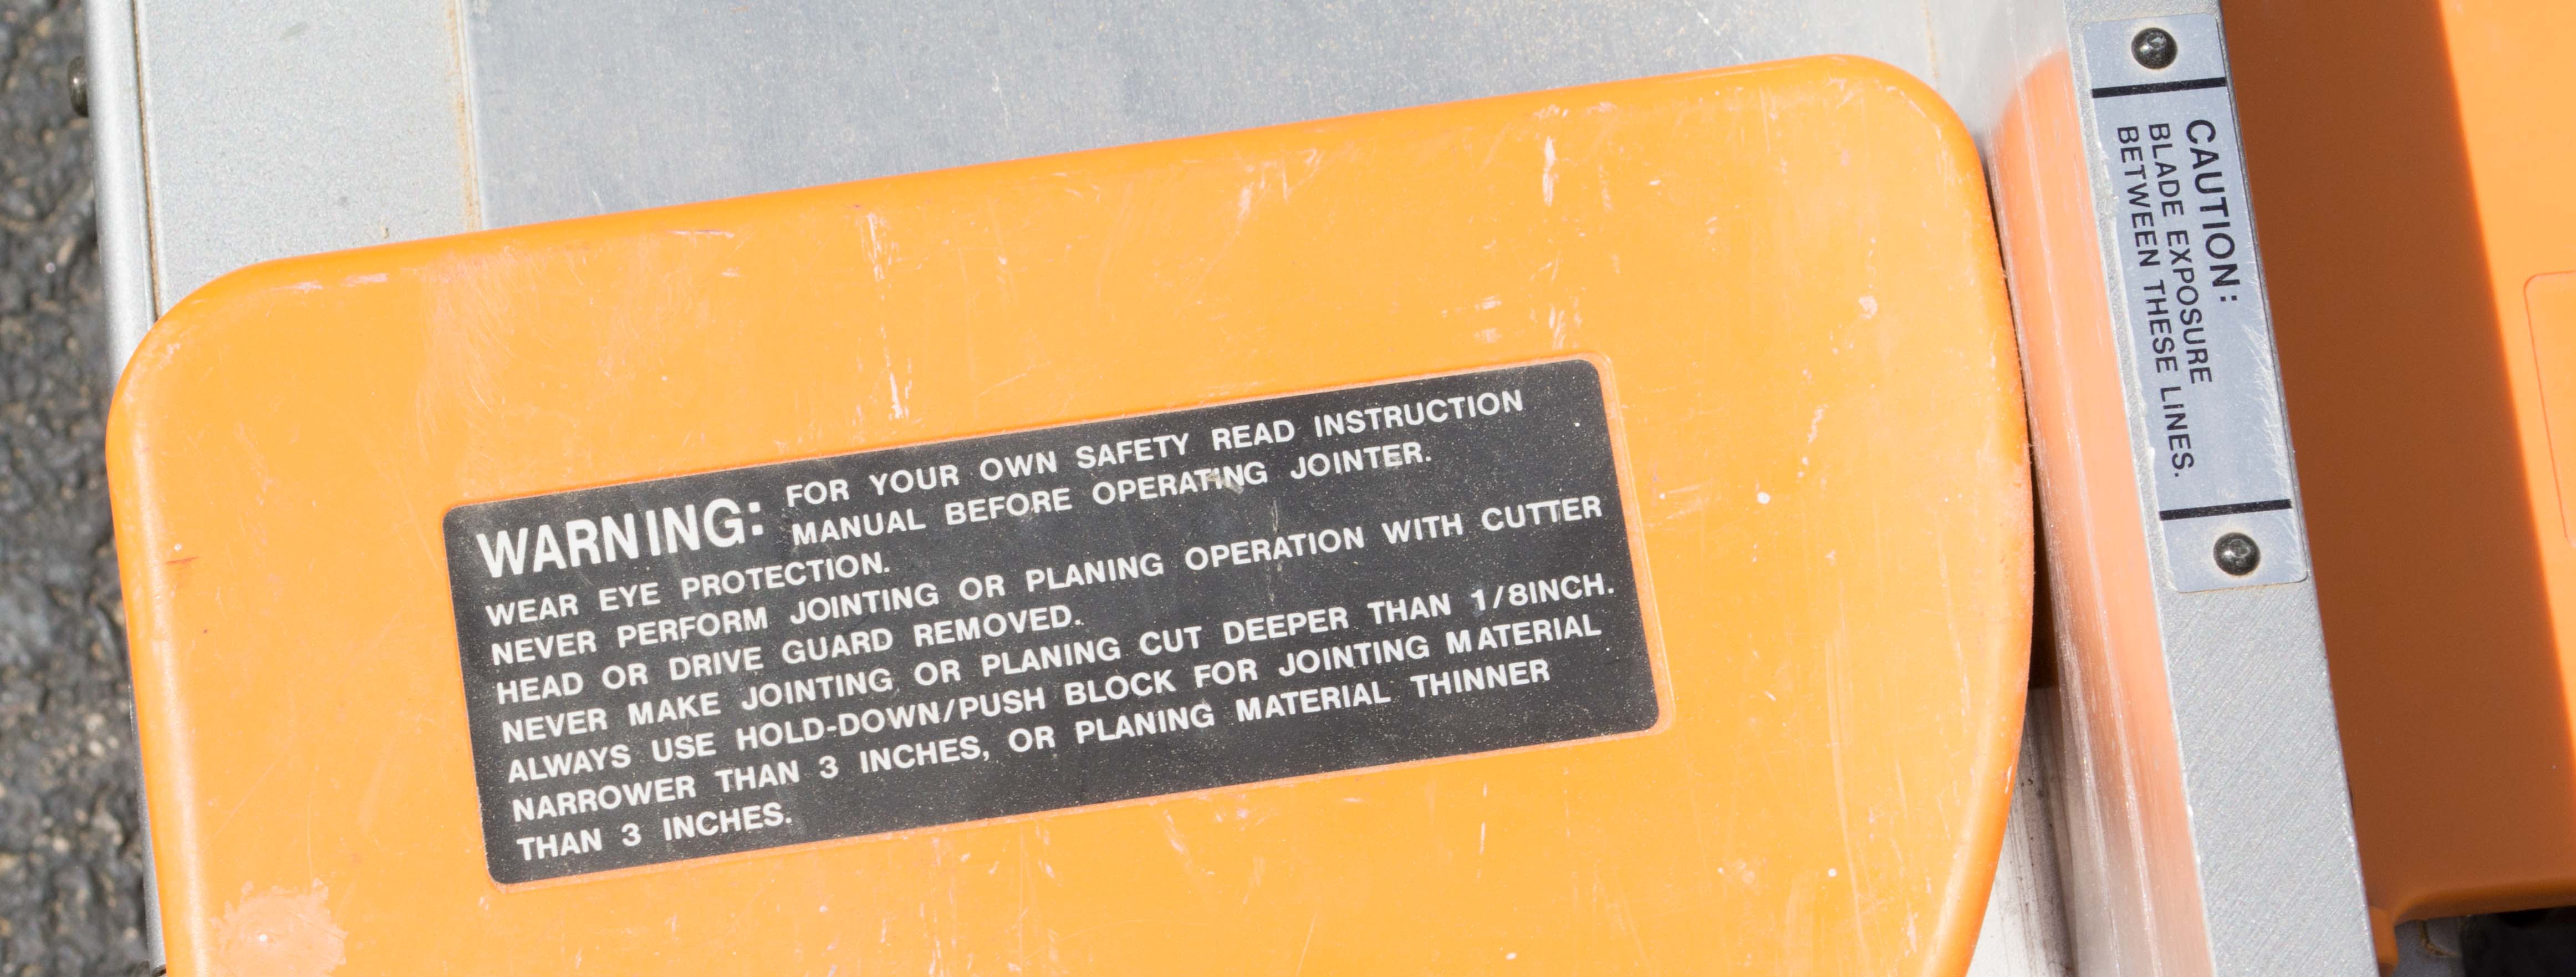 WARNING: FOR YOUR OWN SAFETY READ INSTRUCTION
MANUAL BEFORE OPERATING JOINTER.
WEAR EYE PROTECTION.
NEVER PERFORM JOINTING OR PLANING OPERATION WITH CUTTER
HEAD OR DRIVE GUARD REMOVED.
NEVER MAKE JOINTING OR PLANING CUT DEEPER THAN 1/8INCH.
ALWAYS USE HOLD-DOWN/PUSH BLOCK FOR JOINTING MATERIAL
NARROWER THAN 3 INCHES, OR PLANING MATERIAL THINNER
THAN 3 INCHES.
CAUTION:
BLADE EXPOSURE
BETWEEN THESE LINES.